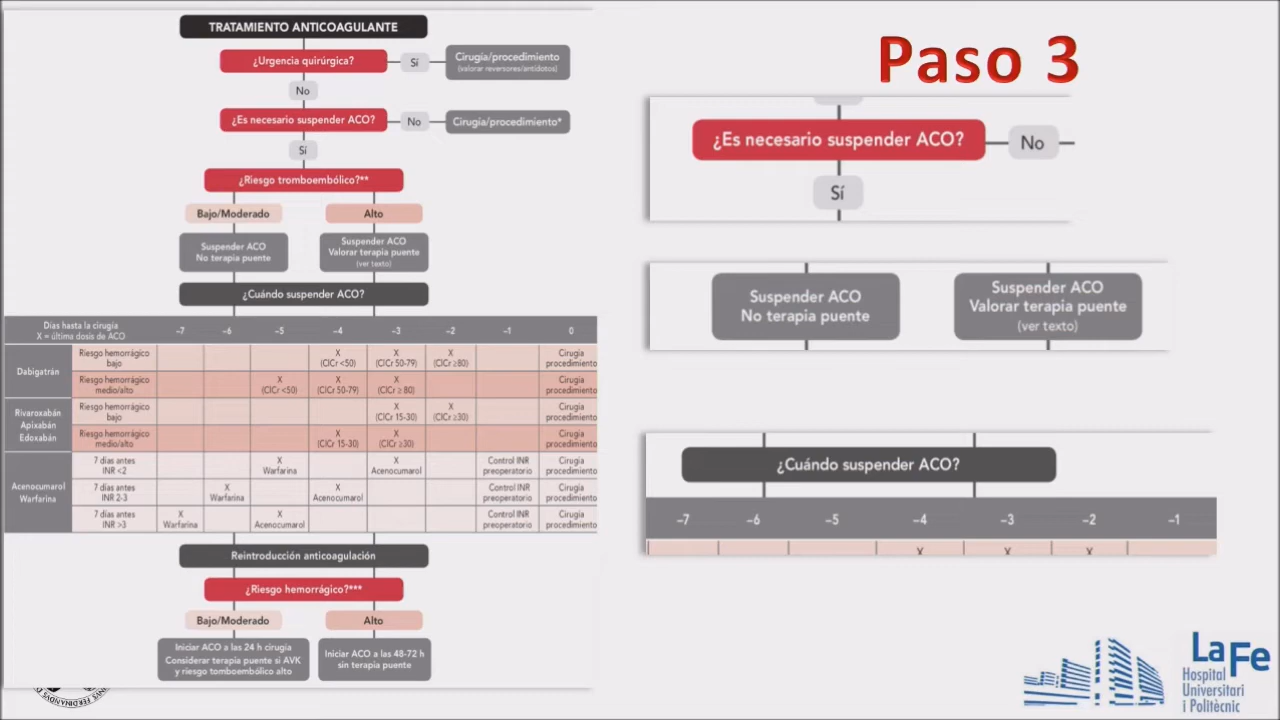 TRATAMIENTO ANTICOAGULANTE
¿Urgencia quirúrgica?
Sí
Cirugía/procedimiento
(valorar reversores/antídotos)
No
¿Es necesario suspender ACO?
No
Cirugía/procedimiento*
Sí
¿Riesgo tromboembólico?**
Bajo/Moderado
Alto
Suspender ACO
No terapia puente
Suspender ACO
Valorar terapia puente
(ver texto)
¿Cuándo suspender ACO?
Días hasta la cirugía
X = última dosis de ACO
–7 –6 –5 –4 –3 –2 –1 0
Dabigatrán
Riesgo hemorrágico
bajo
X
(ClCr <50)
X
(ClCr 50-79)
X
(ClCr ≥80)
Cirugía
procedimiento
Riesgo hemorrágico
medio/alto
X
(ClCr <50)
X
(ClCr 50-79)
X
(ClCr ≥ 80)
Cirugía
procedimiento
Rivaroxabán
Apixabán
Edoxabán
Riesgo hemorrágico
bajo
X
(ClCr 15-30)
X
(ClCr ≥30)
Cirugía
procedimiento
Riesgo hemorrágico
medio/alto
X
(ClCr 15-30)
X
(ClCr ≥30)
Cirugía
procedimiento
Acenocumarol
Warfarina
7 días antes
INR <2
X
Warfarina
X
Acenocumarol
Control INR
preoperatorio
Cirugía
procedimiento
7 días antes
INR 2-3
X
Warfarina
X
Acenocumarol
Control INR
preoperatorio
Cirugía
procedimiento
7 días antes
INR >3
X
Warfarina
X
Acenocumarol
Control INR
preoperatorio
Cirugía
procedimiento
Reintroducción anticoagulación
¿Riesgo hemorrágico?***
Bajo/Moderado
Alto
Iniciar ACO a las 24 h cirugía
Considerar terapia puente si AVK
y riesgo tomboembólico alto
Iniciar ACO a las 48-72 h
sin terapia puente
Paso 3
¿Es necesario suspender ACO?
No
Sí
Suspender ACO
No terapia puente
Suspender ACO
Valorar terapia puente
(ver texto)
¿Cuándo suspender ACO?
–7 –6 –5 –4 –3 –2 –1
X X X
La Fe
Hospital
Universitari
i Politècnic